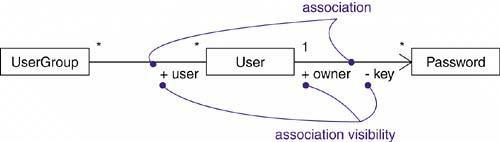 association
* * 1 *
UserGroup User Password
+ user + owner - key
association visibility